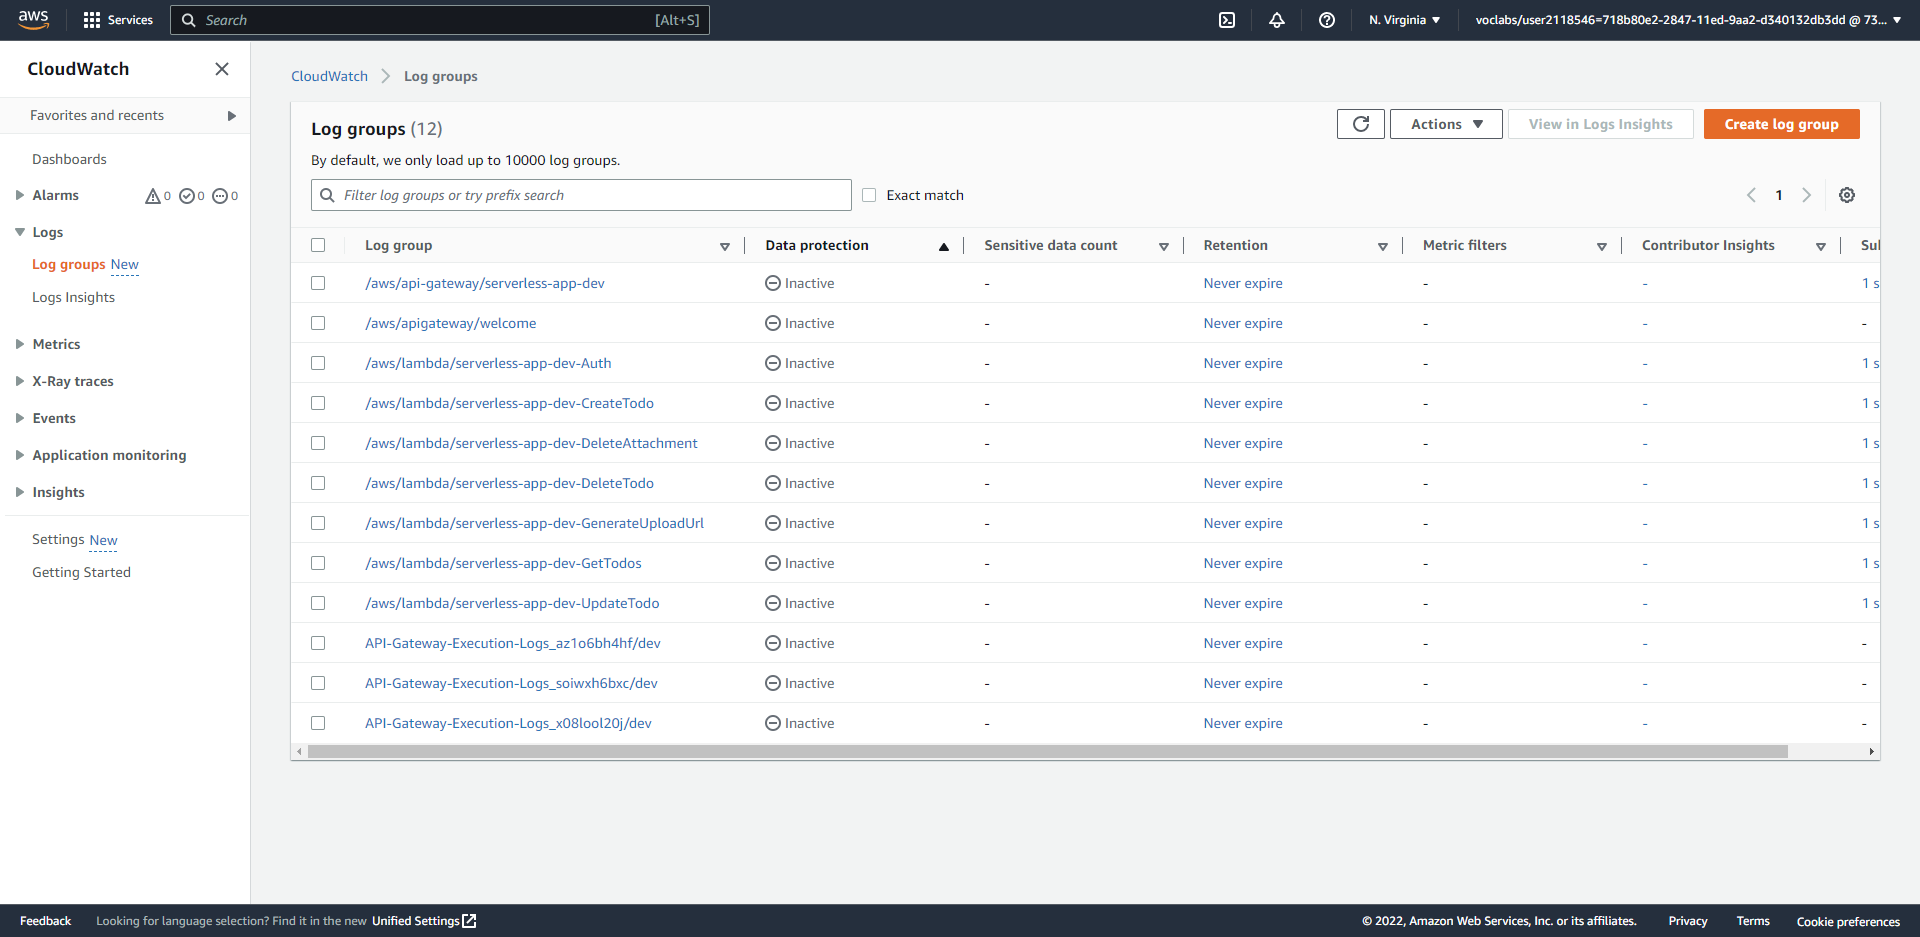 aws Services Search [Alt+S] N. Virginia voclabs/user2118546=718b80e2-2847-11ed-9aa2-d340132db3dd @ 73...
CloudWatch
Favorites and recents
Dashboards
Alarms 0 0 0
Logs
Log groups New
Logs Insights
Metrics
X-Ray traces
Events
Application monitoring
Insights
Settings New
Getting Started
CloudWatch Log groups
Log groups (12)
Actions View in Logs Insights Create log group
By default, we only load up to 10000 log groups.
Filter log groups or try prefix search Exact match 1
Log group Data protection Sensitive data count Retention Metric filters Contributor Insights Sul
/aws/api-gateway/serverless-app-dev Inactive - Never expire - - 1 s
/aws/apigateway/welcome Inactive - Never expire - - -
/aws/lambda/serverless-app-dev-Auth Inactive - Never expire - - 1 s
/aws/lambda/serverless-app-dev-CreateTodo Inactive - Never expire - - 1 s
/aws/lambda/serverless-app-dev-DeleteAttachment Inactive - Never expire - - 1 s
/aws/lambda/serverless-app-dev-DeleteTodo Inactive - Never expire - - 1 s
/aws/lambda/serverless-app-dev-GenerateUploadUrl Inactive - Never expire - - 1 s
/aws/lambda/serverless-app-dev-GetTodos Inactive - Never expire - - 1 s
/aws/lambda/serverless-app-dev-UpdateTodo Inactive - Never expire - - 1 s
API-Gateway-Execution-Logs_az1o6bh4hf/dev Inactive - Never expire - - -
API-Gateway-Execution-Logs_soiwxh6bxc/dev Inactive - Never expire - - -
API-Gateway-Execution-Logs_x08lool20j/dev Inactive - Never expire - - -
Feedback Looking for language selection? Find it in the new Unified Settings © 2022, Amazon Web Services, Inc. or its affiliates. Privacy Terms Cookie preferences